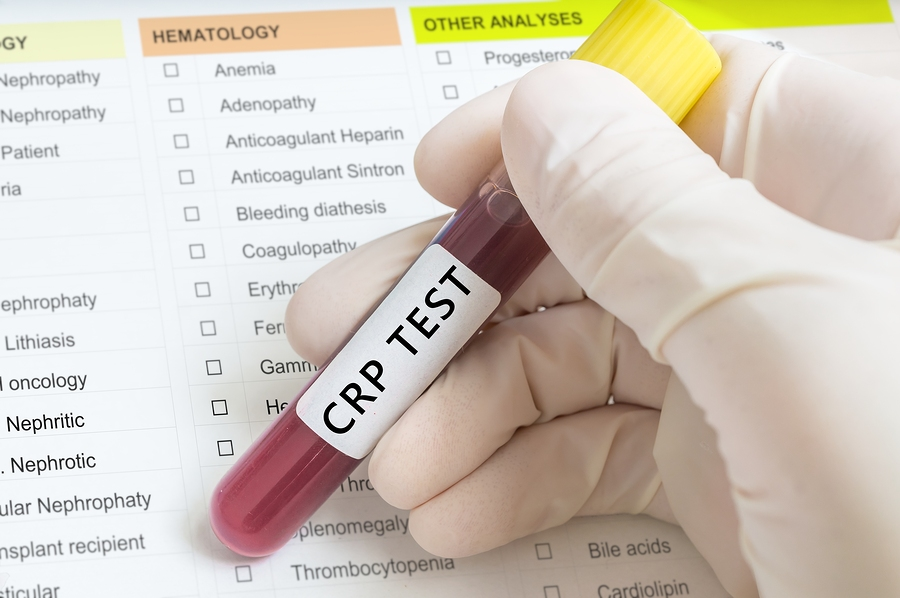 GY
Nephropathy
Nephropathy
Patient
ria
ephrophaty
Lithiasis
l oncology
Nephritic
. Nephrotic
ular Nephrophaty
nsplant recipient
sticular
HEMATOLOGY
Anemia
Adenopathy
Anticoagulant Heparin
Anticoagulant Sintron
Bleeding diathesis
Coagulopathy
Erythr
Fer
Gamm
He
Thro
plenomegaly
Thrombocytopenia
OTHER ANALYSES
Progesteron
Bile acids
Cardiolipin
CRP TEST